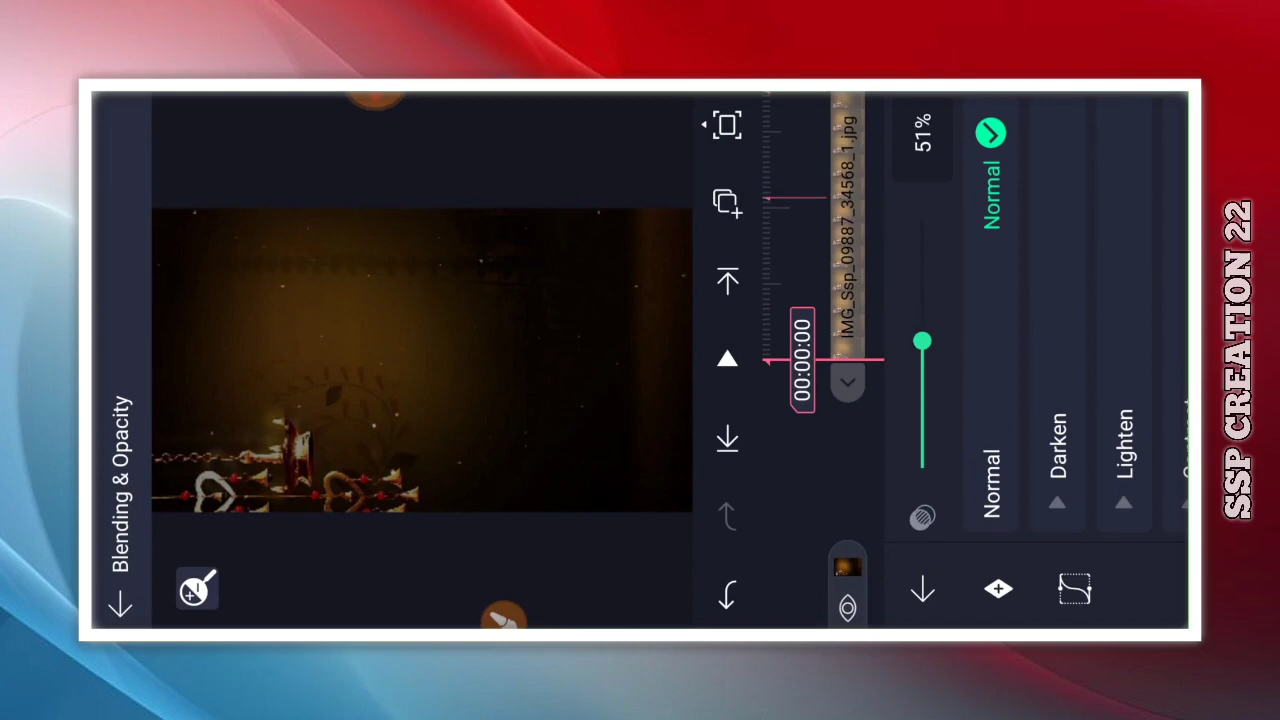 Blending & Opacity
00:00:00
IMG_Ssp_09887_34568_1.jpg
51%
Normal
Normal
Darken
Lighten
SSP CREATION 22